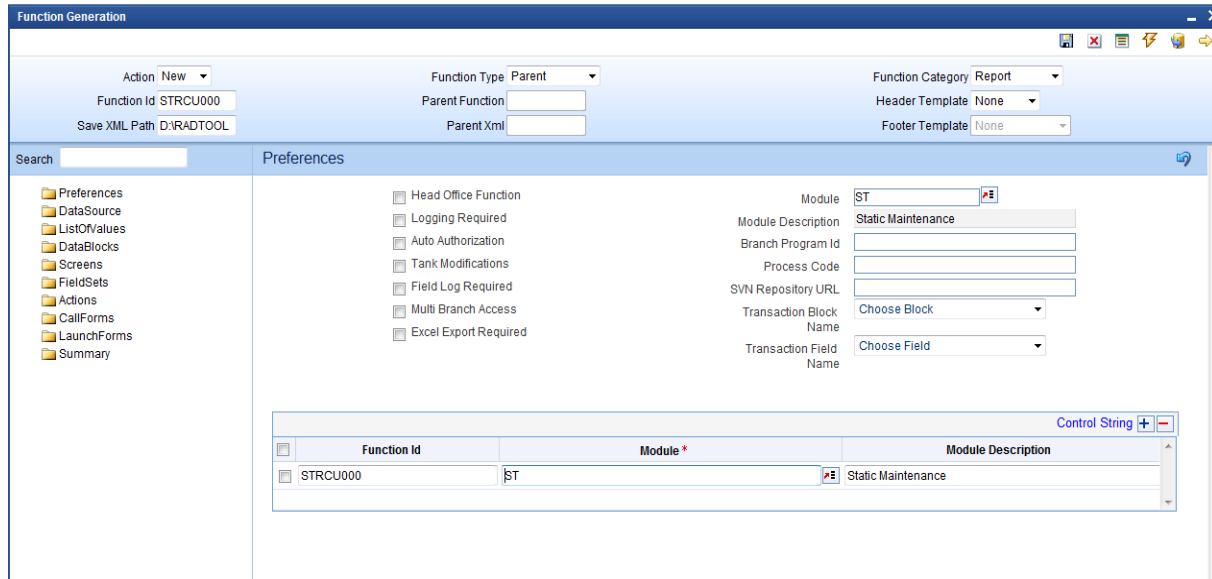 Function Generation
Action New Function Type Parent Function Category Report
Function Id STRCU000 Parent Function Header Template None
Save XML Path D:\RADTOOL Parent Xml Footer Template None
Search Preferences
Preferences
DataSource
ListOfValues
DataBlocks
Screens
FieldSets
Actions
CallForms
LaunchForms
Summary
Head Office Function
Logging Required
Auto Authorization
Tank Modifications
Field Log Required
Multi Branch Access
Excel Export Required
Module ST
Module Description Static Maintenance
Branch Program Id
Process Code
SVN Repository URL
Transaction Block Choose Block
Name
Transaction Field Choose Field
Name
Control String + −
Function Id Module * Module Description
STRCU000 ST Static Maintenance